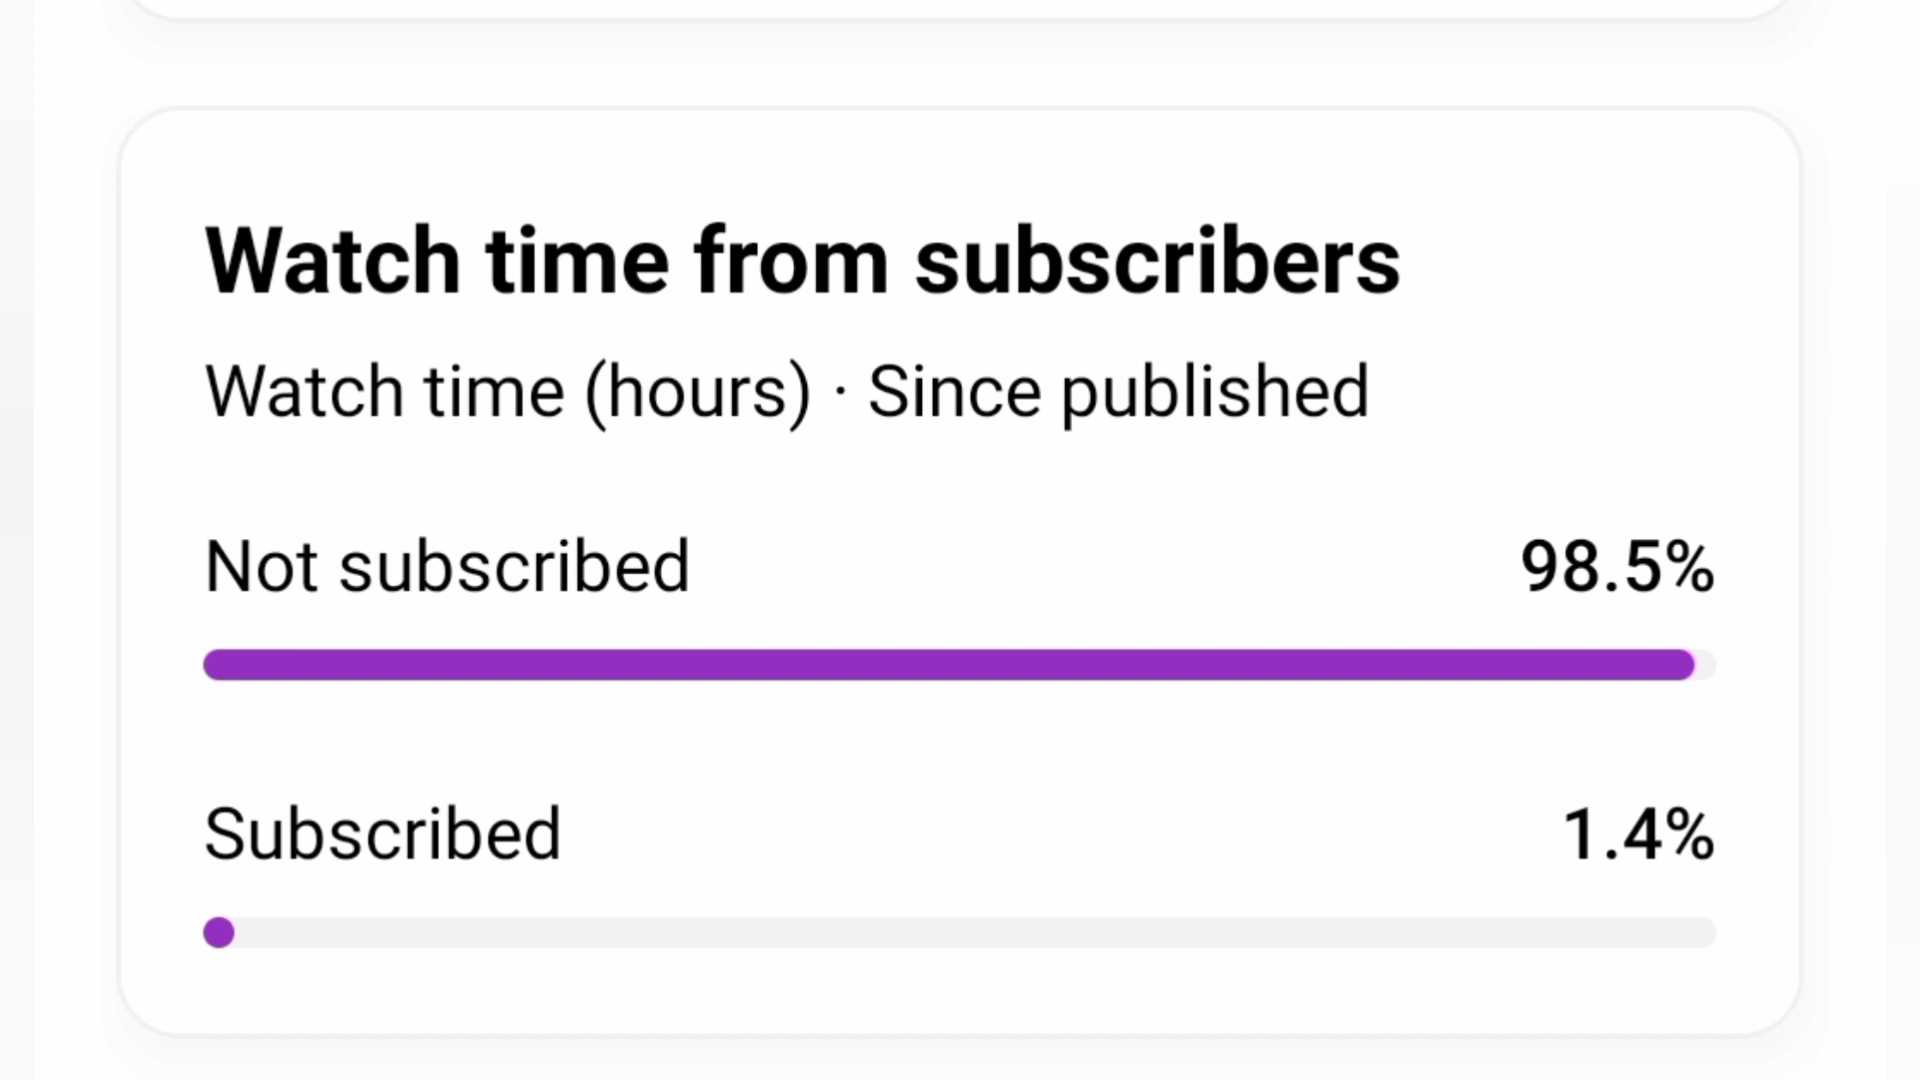 Watch time from subscribers
Watch time (hours) · Since published
Not subscribed 98.5%
Subscribed 1.4%